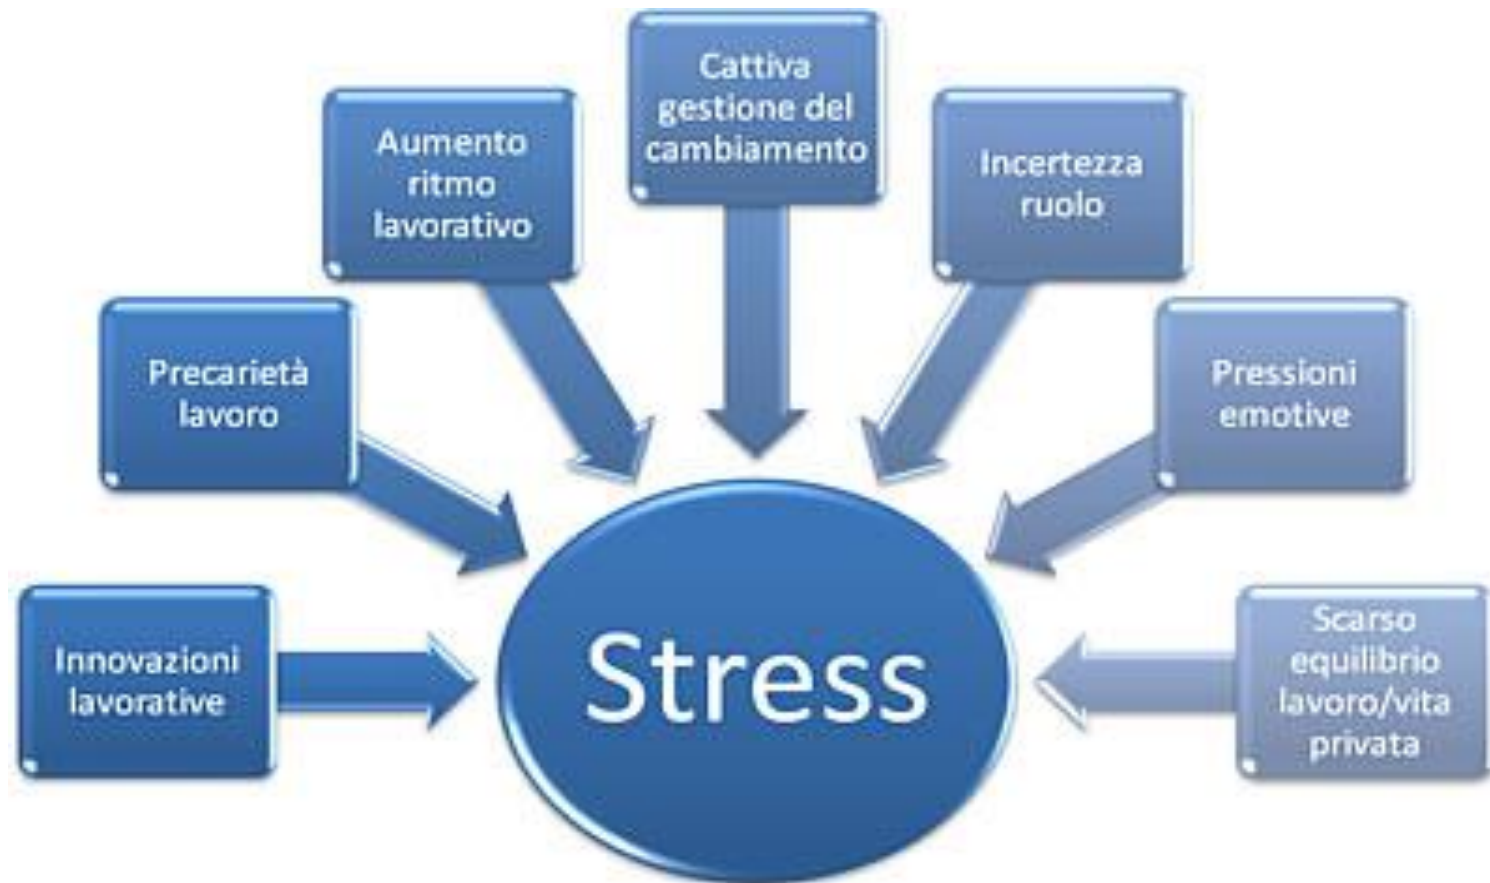 Cattiva
gestione del
cambiamento
Aumento
ritmo
lavorativo
Incertezza
ruolo
Precarietà
lavoro
Pressioni
emotive
Innovazioni
lavorative
Scarso
equilibrio
lavoro/vita
privata
Stress